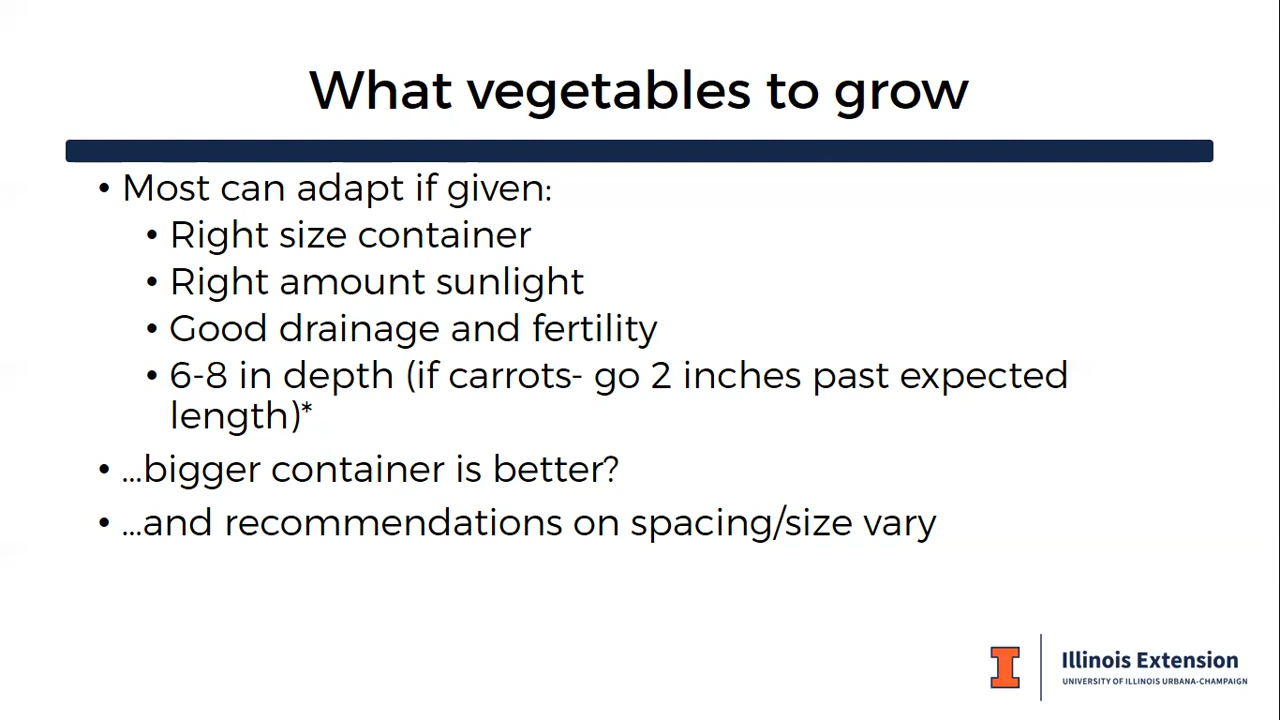 What vegetables to grow
• Most can adapt if given:
• Right size container
• Right amount sunlight
• Good drainage and fertility
• 6-8 in depth (if carrots- go 2 inches past expected
length)*
• ...bigger container is better?
• ...and recommendations on spacing/size vary
Illinois Extension
UNIVERSITY OF ILLINOIS URBANA-CHAMPAIGN